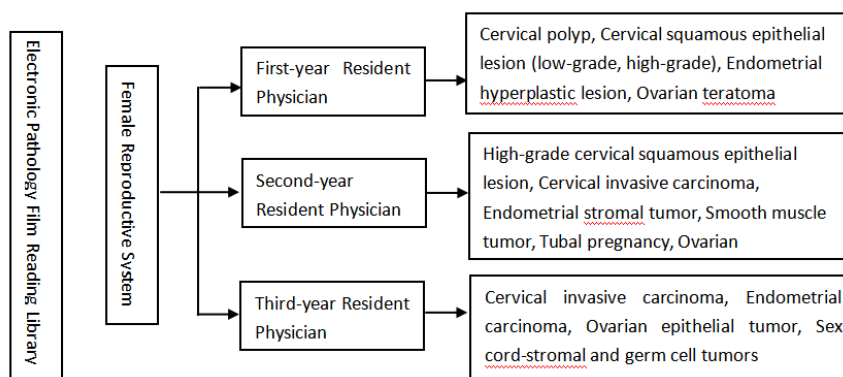 Electronic Pathology Film Reading Library
Female Reproductive System
First-year Resident
Physician
Cervical polyp, Cervical squamous epithelial
lesion (low-grade, high-grade), Endometrial
hyperplastic lesion, Ovarian teratoma
Second-year
Resident Physician
High-grade cervical squamous epithelial
lesion, Cervical invasive carcinoma,
Endometrial stromal tumor, Smooth muscle
tumor, Tubal pregnancy, Ovarian
Third-year Resident
Physician
Cervical invasive carcinoma, Endometrial
carcinoma, Ovarian epithelial tumor, Sex
cord-stromal and germ cell tumors